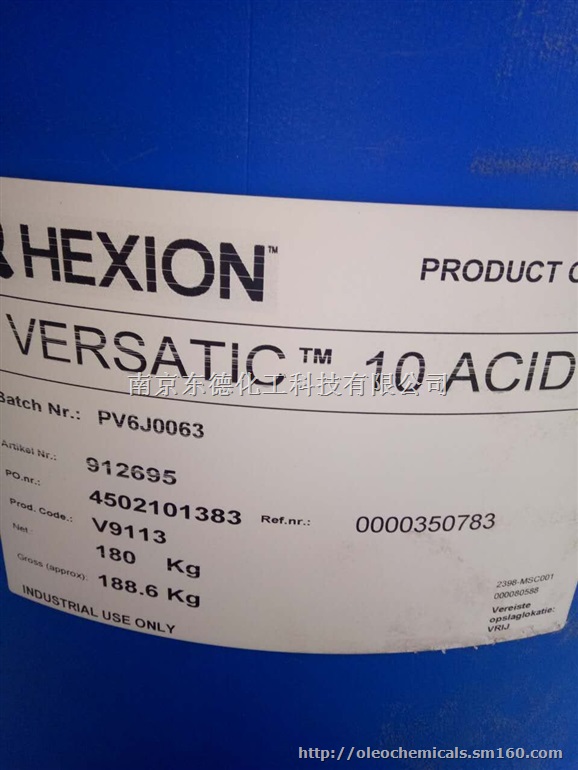 HEXION™
PRODUCT
VERSATIC™ 10 ACID
南京东德化工科技有限公司
Batch Nr.: PV6J0063
Artikel Nr.: 912695
PO.nr.: 4502101383 Ref.nr.: 0000350783
Prod. Code.: V9113
Net 180 Kg
Gross (approx): 188.6 Kg
2398-MSC001
000080588
INDUSTRIAL USE ONLY
Vereiste
opslaglokatie:
VRIJ
http://oleochemicals.sm160.com/